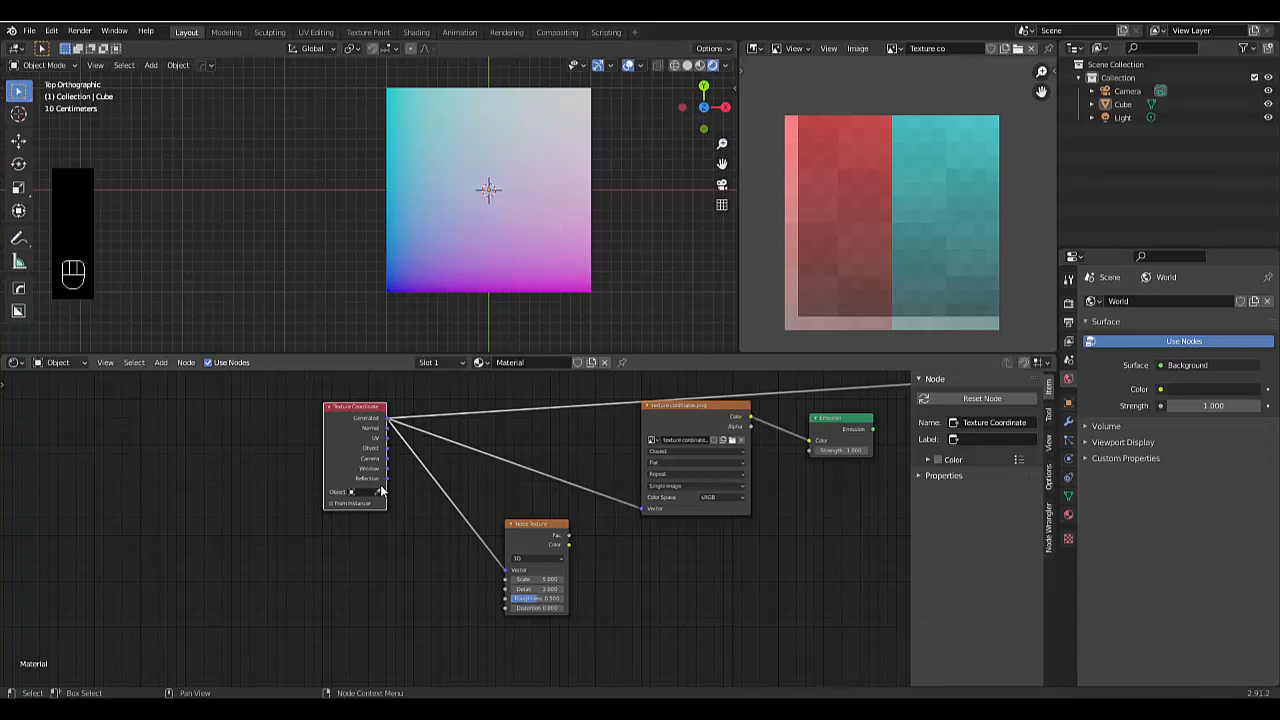 File Edit Render Window Help Layout Modeling Sculpting UV Editing Texture Paint Shading Animation Rendering Compositing Scripting + Scene View Layer
Global Options View View Image Texture co
Object Mode View Select Add Object
Top Orthographic
(1) Collection | Cube
10 Centimeters
Y
Z
X
Scene Collection
Collection
Camera
Cube
Light
Scene World
World
Surface
Use Nodes
Surface Background
Color
Strength 1.000
Volume
Viewport Display
Custom Properties
Object View Select Add Node Use Nodes Slot 1 Material
Texture Coordinate
Generated
Normal
UV
Object
Camera
Window
Reflection
Object
From Instancer
Noise Texture
Fac
Color
3D
Vector
Scale 5.000
Detail 2.000
Roughness 0.500
Distortion 0.000
Color
Alpha
Closest
Flat
Repeat
Single Image
Color Space sRGB
Vector
Emission
Emission
Color
Strength 1.000
Node
Reset Node
Name: Texture Coordinate
Label:
Color
Properties
Item
Tool
View
Options
Node Wrangler
Material
Select Box Select Pan View Node Context Menu 2.91.2